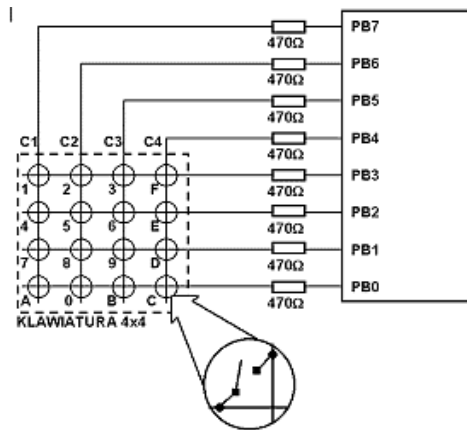 PB7
470Ω
PB6
470Ω
PB5
470Ω
C1 C2 C3 C4
PB4
470Ω
PB3
1 2 3 F
470Ω
PB2
4 5 6 E
470Ω
PB1
7 8 9 D
470Ω
PB0
A 0 B C
470Ω
KLAWIATURA 4x4